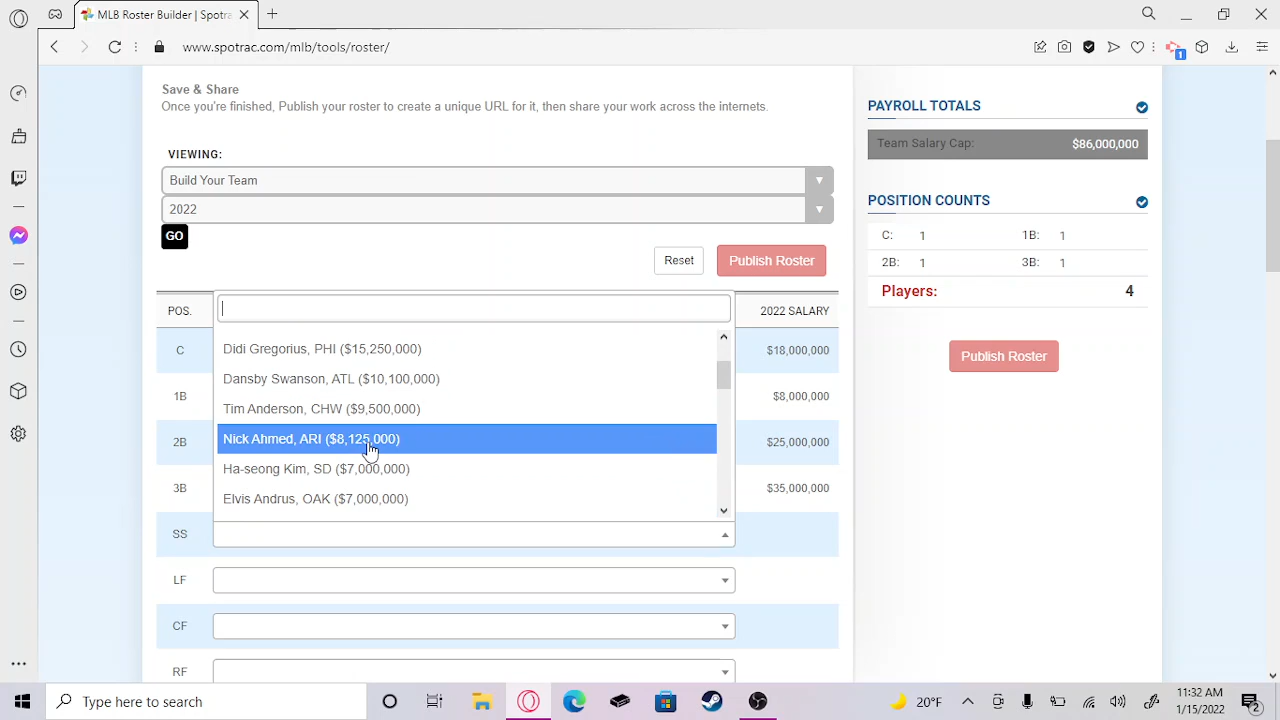 MLB Roster Builder | Spotra
www.spotrac.com/mlb/tools/roster/
1
Save & Share
Once you're finished, Publish your roster to create a unique URL for it, then share your work across the internets.
VIEWING:
Build Your Team
2022
GO
Reset
Publish Roster
POS.
2022 SALARY
C
$18,000,000
1B
$8,000,000
2B
$25,000,000
3B
$35,000,000
Didi Gregorius, PHI ($15,250,000)
Dansby Swanson, ATL ($10,100,000)
Tim Anderson, CHW ($9,500,000)
Nick Ahmed, ARI ($8,125,000)
Ha-seong Kim, SD ($7,000,000)
Elvis Andrus, OAK ($7,000,000)
SS
LF
CF
RF
PAYROLL TOTALS
Team Salary Cap: $86,000,000
POSITION COUNTS
C: 1 1B: 1
2B: 1 3B: 1
Players: 4
Publish Roster
Type here to search
20°F
11:32 AM
1/15/2022
2